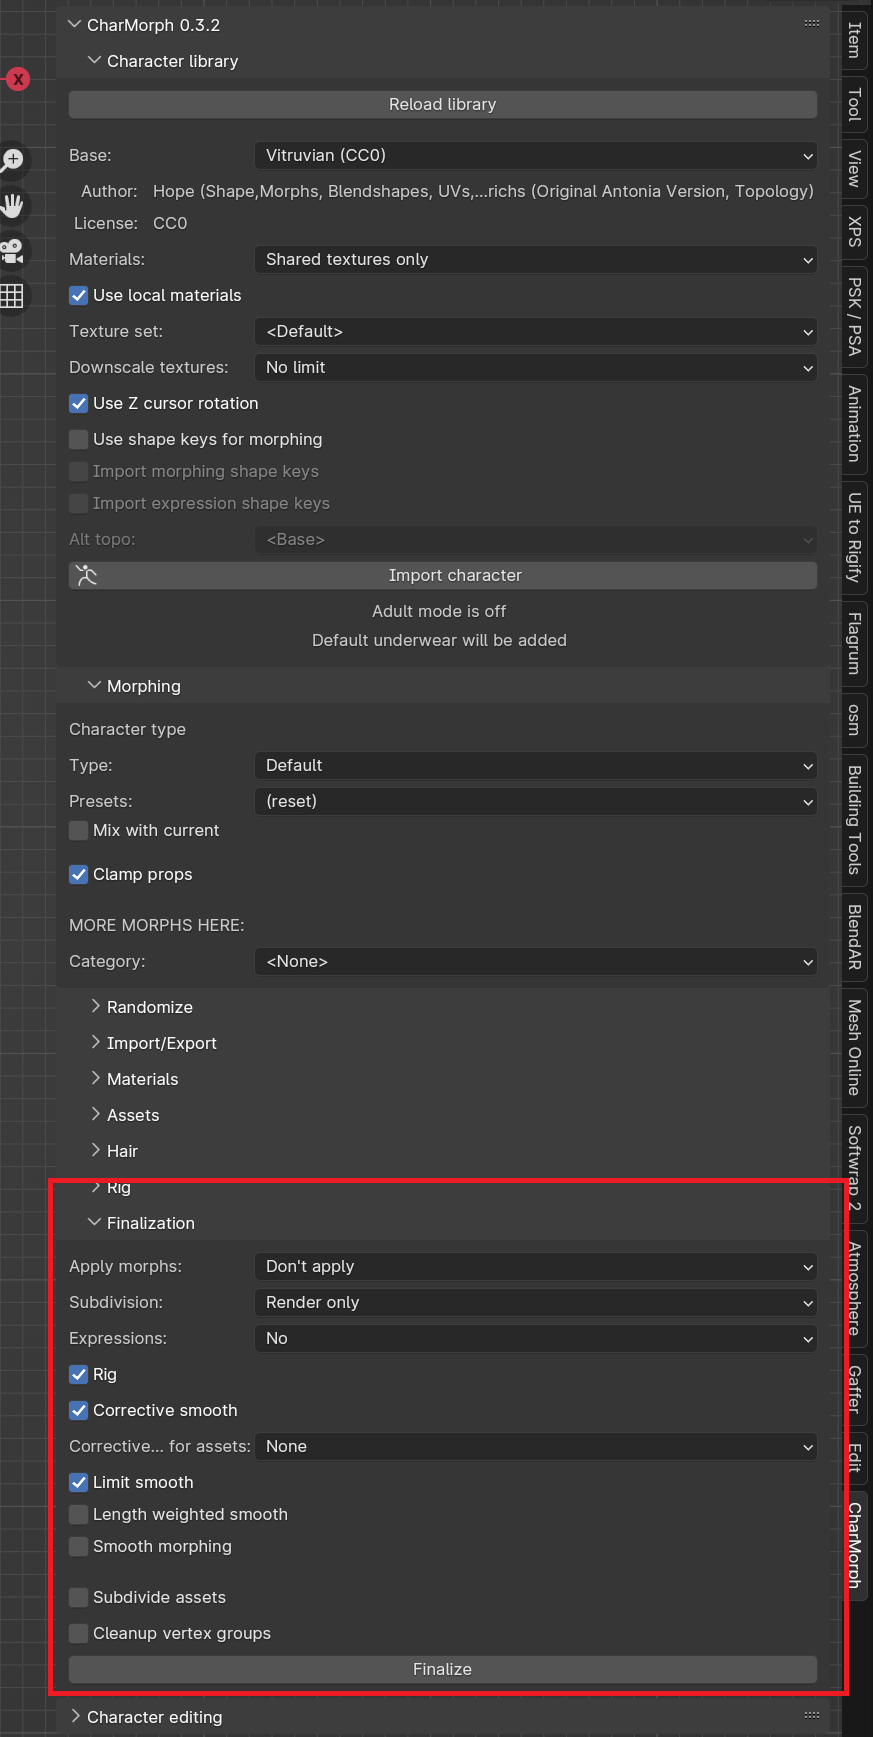 CharMorph 0.3.2
Character library
X
Reload library
Base: Vitruvian (CC0)
Author: Hope (Shape,Morphs, Blendshapes, UVs,...richs (Original Antonia Version, Topology)
License: CC0
Materials: Shared textures only
Use local materials
Texture set: <Default>
Downscale textures: No limit
Use Z cursor rotation
Use shape keys for morphing
Import morphing shape keys
Import expression shape keys
Alt topo: <Base>
Import character
Adult mode is off
Default underwear will be added
Morphing
Character type
Type: Default
Presets: (reset)
Mix with current
Clamp props
MORE MORPHS HERE:
Category: <None>
Randomize
Import/Export
Materials
Assets
Hair
Rig
Finalization
Apply morphs: Don't apply
Subdivision: Render only
Expressions: No
Rig
Corrective smooth
Corrective... for assets: None
Limit smooth
Length weighted smooth
Smooth morphing
Subdivide assets
Cleanup vertex groups
Finalize
Character editing
Item
Tool
View
XPS
PSK / PSA
Animation
UE to Rigify
Flagrum
osm
Building Tools
BlendAR
Mesh Online
Softwrap 2
Atmosphere
Gaffer
Edit
CharMorph